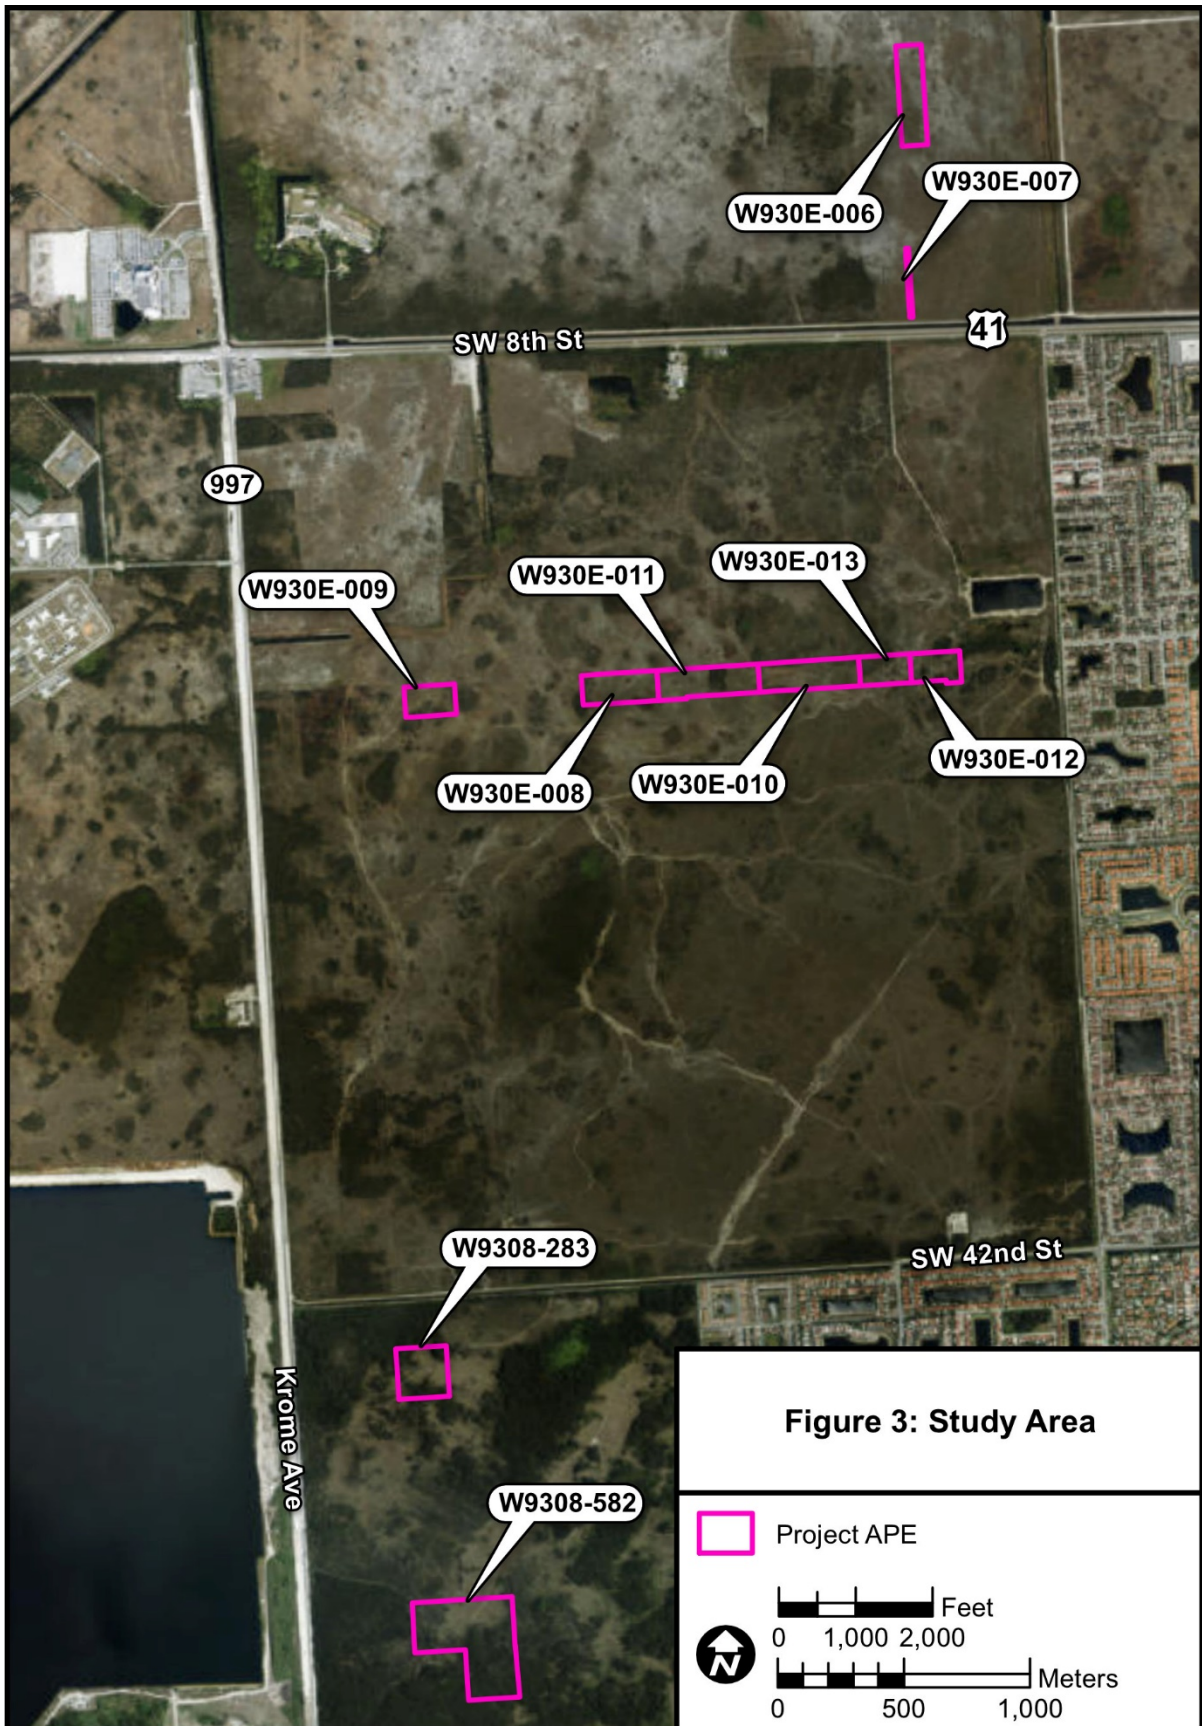 W930E-007
W930E-006
41
SW 8th St
997
W930E-009
W930E-011
W930E-013
W930E-008
W930E-010
W930E-012
W9308-283
SW 42nd St
Krome Ave
W9308-582
Figure 3: Study Area
Project APE
Feet
0 1,000 2,000
N
Meters
0 500 1,000